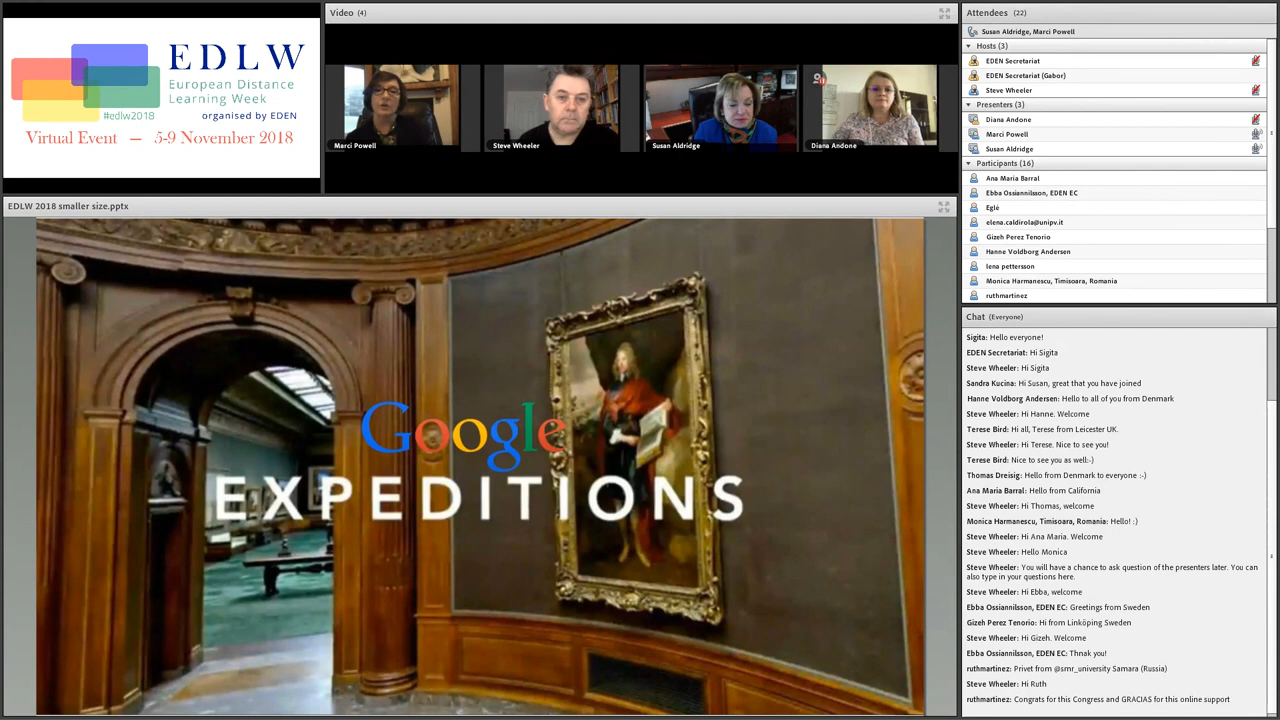 EDLW
European Distance
Learning Week
#edlw2018
organised by EDEN
Virtual Event — 5-9 November 2018
Video (4)
Marci Powell
Steve Wheeler
Susan Aldridge
Diana Andone
EDLW 2018 smaller size.pptx
Google
EXPEDITIONS
Attendees (22)
Susan Aldridge, Marci Powell
Hosts (3)
EDEN Secretariat
EDEN Secretariat (Gabor)
Steve Wheeler
Presenters (3)
Diana Andone
Marci Powell
Susan Aldridge
Participants (16)
Ana Maria Barral
Ebba Ossiannilsson, EDEN EC
Eglė
elena.caldirola@unipv.it
Gizeh Perez Tenorio
Hanne Voldborg Andersen
lena pettersson
Monica Harmanescu, Timisoara, Romania
ruthmartinez
Chat (Everyone)
Sigita: Hello everyone!
EDEN Secretariat: Hi Sigita
Steve Wheeler: Hi Sigita
Sandra Kucina: Hi Susan, great that you have joined
Hanne Voldborg Andersen: Hello to all of you from Denmark
Steve Wheeler: Hi Hanne. Welcome
Terese Bird: Hi all, Terese from Leicester UK.
Steve Wheeler: Hi Terese. Nice to see you!
Terese Bird: Nice to see you as well:-)
Thomas Dreisig: Hello from Denmark to everyone :-)
Ana Maria Barral: Hello from California
Steve Wheeler: Hi Thomas, welcome
Monica Harmanescu, Timisoara, Romania: Hello! :)
Steve Wheeler: Hi Ana Maria. Welcome
Steve Wheeler: Hello Monica
Steve Wheeler: You will have a chance to ask question of the presenters later. You can
also type in your questions here.
Steve Wheeler: Hi Ebba, welcome
Ebba Ossiannilsson, EDEN EC: Greetings from Sweden
Gizeh Perez Tenorio: Hi from Linköping Sweden
Steve Wheeler: Hi Gizeh. Welcome
Ebba Ossiannilsson, EDEN EC: Thnak you!
ruthmartinez: Privet from @smr_university Samara (Russia)
Steve Wheeler: Hi Ruth
ruthmartinez: Congrats for this Congress and GRACIAS for this online support